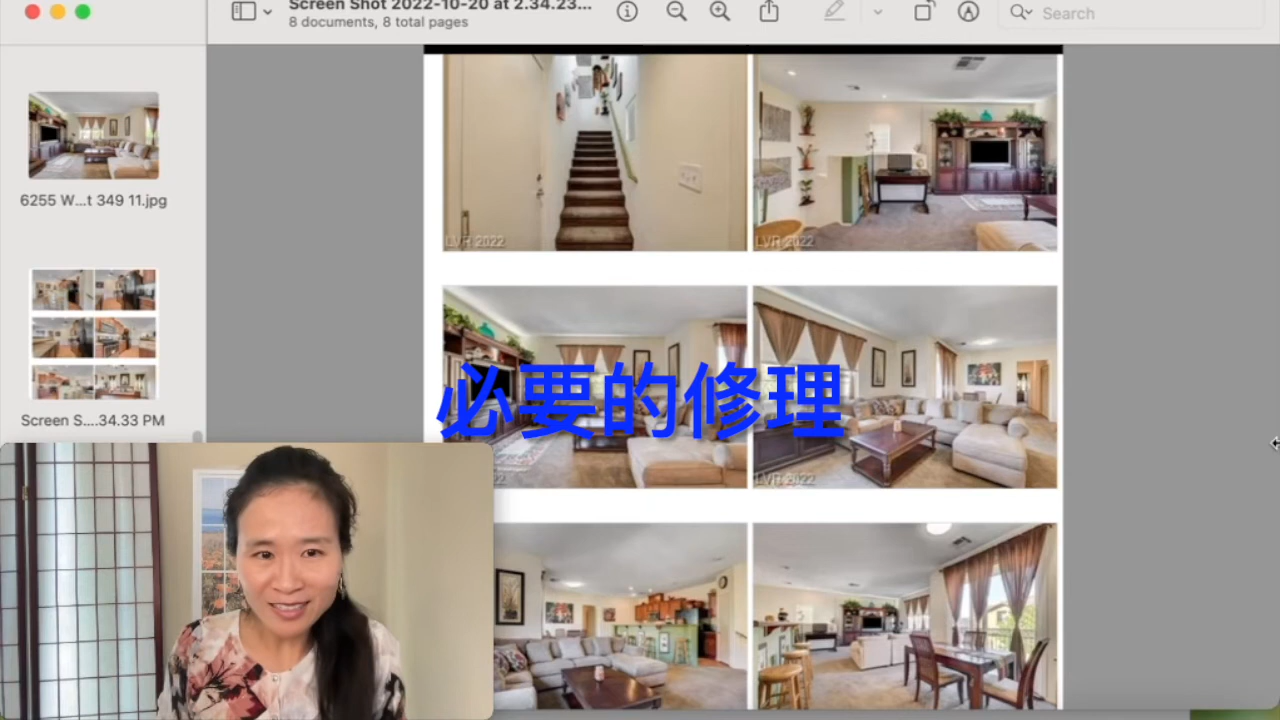 Screen Shot 2022-10-20 at 2.34.23...
8 documents, 8 total pages
Search
6255 W...t 349 11.jpg
Screen S....34.33 PM
LVR 2022
LVR 2022
LVR 2022
必要的修理